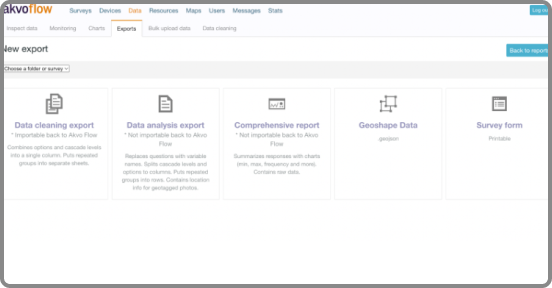 akvoflow Surveys Devices Data Resources Maps Users Messages Stats
Inspect data Monitoring Charts Exports Bulk upload data Data cleaning
New export
Back to report
Choose a folder or survey
Data cleaning export
* Importable back to Akvo Flow
Combines options and cascade levels
into a single column. Puts repeated
groups into separate sheets.
Data analysis export
* Not importable back to Akvo
Flow
Replaces questions with variable
names. Splits cascade levels and
options to columns. Puts repeated
groups into rows. Contains location
info for geotagged photos.
Comprehensive report
* Not importable back to Akvo
Flow
Summarizes responses with charts
(min, max, frequency and more).
Contains raw data.
Geoshape Data
.geojson
Survey form
Printable